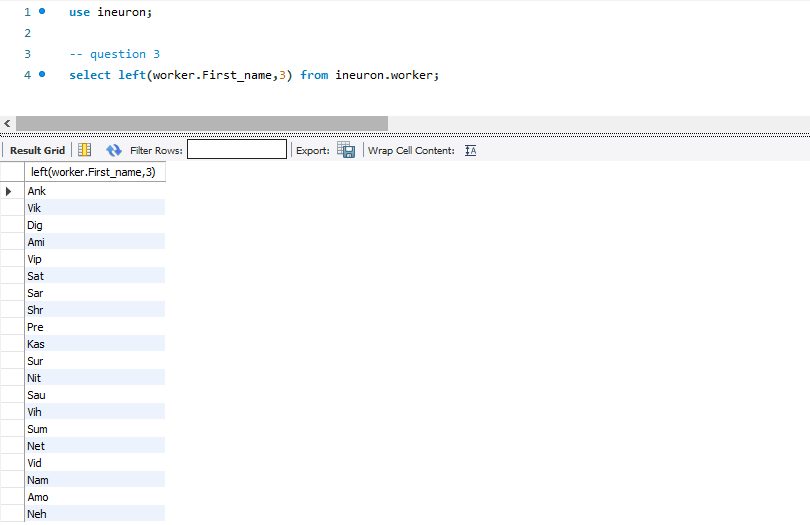 1 use ineuron;
2
3 -- question 3
4 select left(worker.First_name,3) from ineuron.worker;
Result Grid Filter Rows: Export: Wrap Cell Content:
left(worker.First_name,3)
Ank
Vik
Dig
Ami
Vip
Sat
Sar
Shr
Pre
Kas
Sur
Nit
Sau
Vih
Sum
Net
Vid
Nam
Amo
Neh